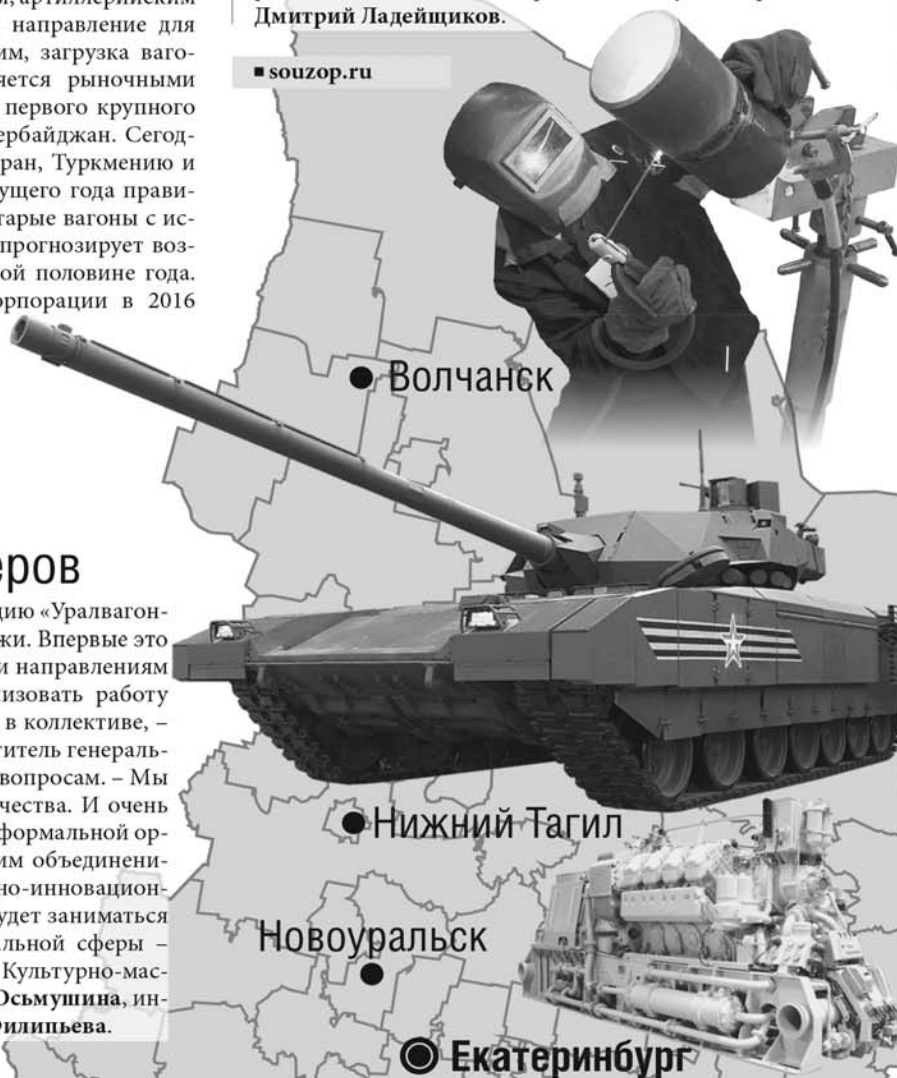 артиллерийским
направление для
им, загрузка ваго-
яется рыночными
первого крупного
ербайджан. Сегод-
ран, Туркмению и
ущего года прави-
тарые вагоны с ис-
прогнозирует воз-
ой половине года.
орпорации в 2016
Дмитрий Ладейщиков.
■ souzop.ru
еров
цию «Уралвагон-
жи. Впервые это
и направлениям
изовать работу
в коллективе, –
титель генераль-
вопросам. – Мы
чества. И очень
формальной ор-
им объединени-
но-инновацион-
удет заниматься
альной сферы –
Культурно-мас-
Осьмушина, ин-
Филипьева.
Волчанск
Нижний Тагил
Новоуральск
Екатеринбург